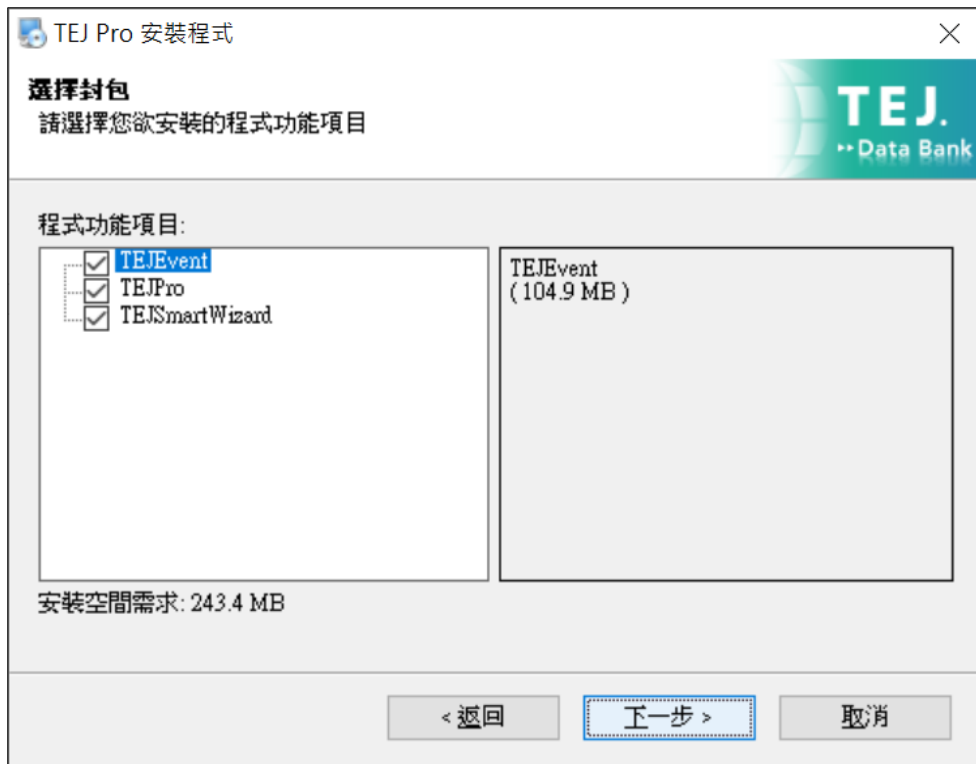 TEJ Pro 安裝程式
選擇封包
請選擇您欲安裝的程式功能項目
TEJ.
Data Bank
程式功能項目:
TEJEvent
TEJPro
TEJSmartWizard
TEJEvent
( 104.9 MB )
安裝空間需求: 243.4 MB
< 返回
下一步 >
取消